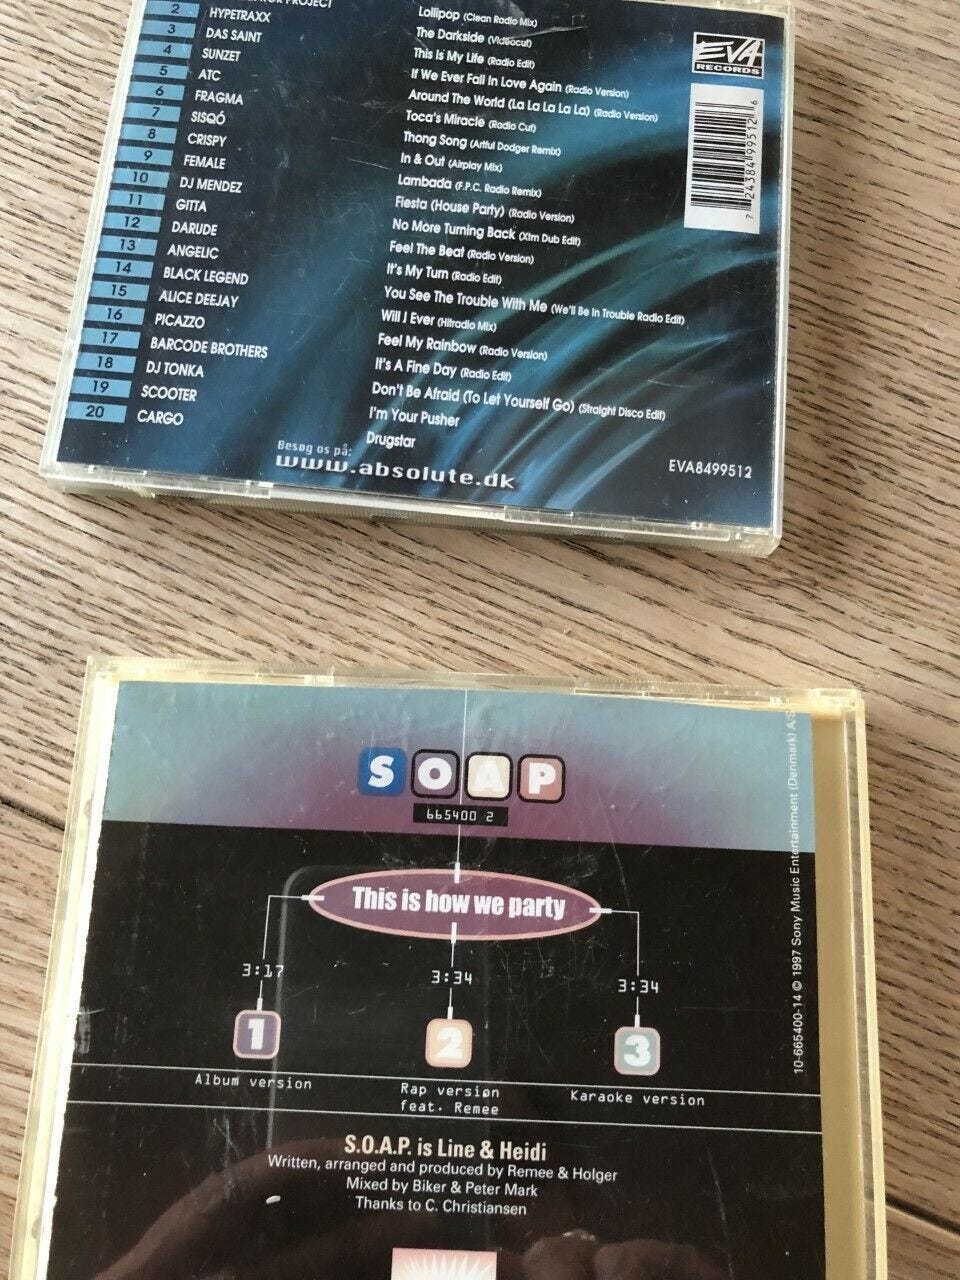 PROJECT
Lollipop (Clean Radio Mix)
2 HYPETRAXX The Darkside (Videocut)
3 DAS SAINT This Is My Life (Radio Edit)
4 SUNZET If We Ever Fall In Love Again (Radio Version)
5 ATC Around The World (La La La La La) (Radio Version)
6 FRAGMA Toca's Miracle (Radio Cut)
7 SISQÓ Thong Song (Artful Dodger Remix)
8 CRISPY In & Out (Airplay Mix)
9 FEMALE Lambada (F.P.C. Radio Remix)
10 DJ MENDEZ Fiesta (House Party) (Radio Version)
11 GITTA No More Turning Back (Xtm Dub Edit)
12 DARUDE Feel The Beat (Radio Version)
13 ANGELIC It's My Turn (Radio Edit)
14 BLACK LEGEND You See The Trouble With Me (We'll Be In Trouble Radio Edit)
15 ALICE DEEJAY Will I Ever (Hitradio Mix)
16 PICAZZO Feel My Rainbow (Radio Version)
17 BARCODE BROTHERS It's A Fine Day (Radio Edit)
18 DJ TONKA Don't Be Afraid (To Let Yourself Go) (Straight Disco Edit)
19 SCOOTER I'm Your Pusher
20 CARGO Drugstar
EVA
RECORDS
7 24384 99512 6
Besøg os på:
www.absolute.dk
EVA8499512
SOAP
665400 2
This is how we party
3:17 3:34 3:34
1 2 3
Album version Rap version Karaoke version
feat. Remee
S.O.A.P. is Line & Heidi
Written, arranged and produced by Remee & Holger
Mixed by Biker & Peter Mark
Thanks to C. Christiansen
10-665400-14 © 1997 Sony Music Entertainment (Denmark) A/S